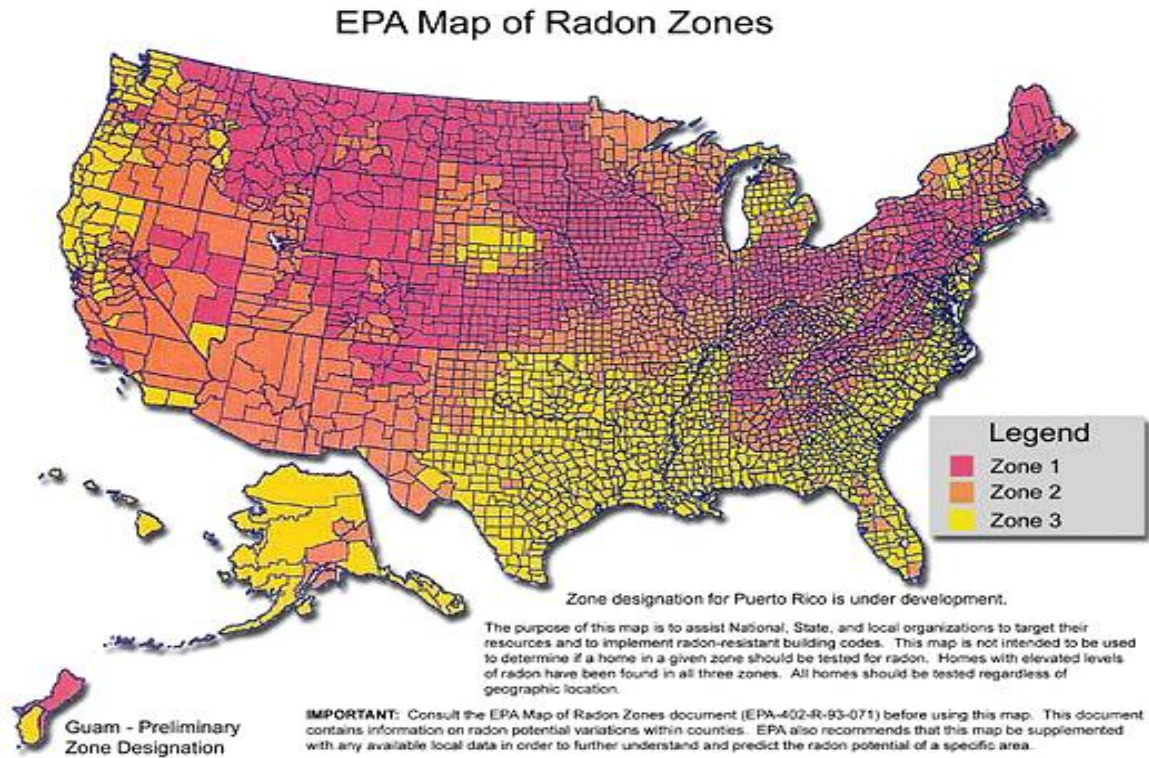 EPA Map of Radon Zones
Legend
Zone 1
Zone 2
Zone 3
Zone designation for Puerto Rico is under development.
The purpose of this map is to assist National, State, and local organizations to target their
resources and to implement radon-resistant building codes. This map is not intended to be used
to determine if a home in a given zone should be tested for radon. Homes with elevated levels
of radon have been found in all three zones. All homes should be tested regardless of
geographic location.
Guam - Preliminary
Zone Designation
IMPORTANT: Consult the EPA Map of Radon Zones document (EPA-402-R-93-071) before using this map. This document
contains information on radon potential variations within counties. EPA also recommends that this map be supplemented
with any available local data in order to further understand and predict the radon potential of a specific area.